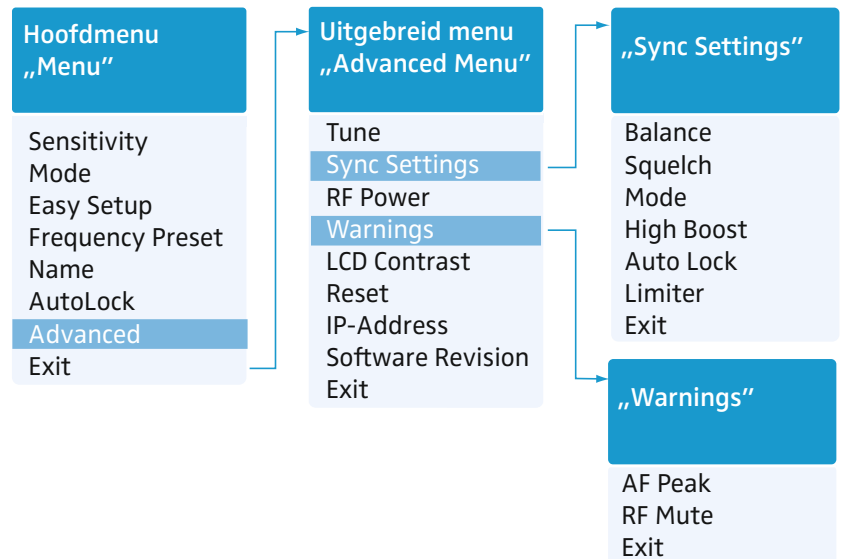 Hoofdmenu
„Menu”
Sensitivity
Mode
Easy Setup
Frequency Preset
Name
AutoLock
Advanced
Exit
Uitgebreid menu
„Advanced Menu”
Tune
Sync Settings
RF Power
Warnings
LCD Contrast
Reset
IP-Address
Software Revision
Exit
„Sync Settings”
Balance
Squelch
Mode
High Boost
Auto Lock
Limiter
Exit
„Warnings”
AF Peak
RF Mute
Exit